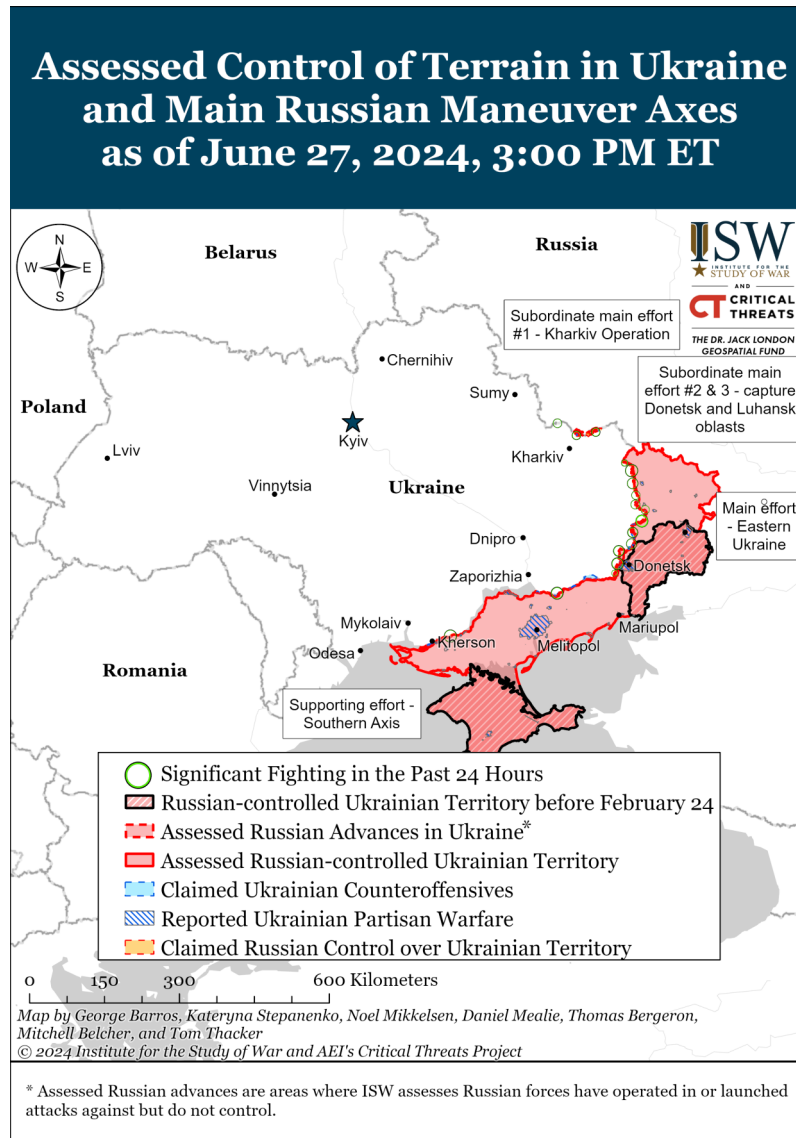 Assessed Control of Terrain in Ukraine
and Main Russian Maneuver Axes
as of June 27, 2024, 3:00 PM ET
N
W
E
S
Belarus
Russia
ISW
INSTITUTE FOR THE
STUDY OF WAR
AND
CT CRITICAL
THREATS
THE DR. JACK LONDON
GEOSPATIAL FUND
Subordinate main effort
#1 - Kharkiv Operation
Subordinate main
effort #2 & 3 - capture
Donetsk and Luhansk
oblasts
Chernihiv
Sumy
Poland
Kyiv
Lviv
Kharkiv
Vinnytsia
Ukraine
Main effort
- Eastern
Ukraine
Dnipro
Donetsk
Zaporizhia
Mykolaiv
Mariupol
Kherson
Melitopol
Odesa
Romania
Supporting effort -
Southern Axis
Significant Fighting in the Past 24 Hours
Russian-controlled Ukrainian Territory before February 24
Assessed Russian Advances in Ukraine*
Assessed Russian-controlled Ukrainian Territory
Claimed Ukrainian Counteroffensives
Reported Ukrainian Partisan Warfare
Claimed Russian Control over Ukrainian Territory
0 150 300 600 Kilometers
Map by George Barros, Kateryna Stepanenko, Noel Mikkelsen, Daniel Mealie, Thomas Bergeron,
Mitchell Belcher, and Tom Thacker
© 2024 Institute for the Study of War and AEI's Critical Threats Project
* Assessed Russian advances are areas where ISW assesses Russian forces have operated in or launched
attacks against but do not control.